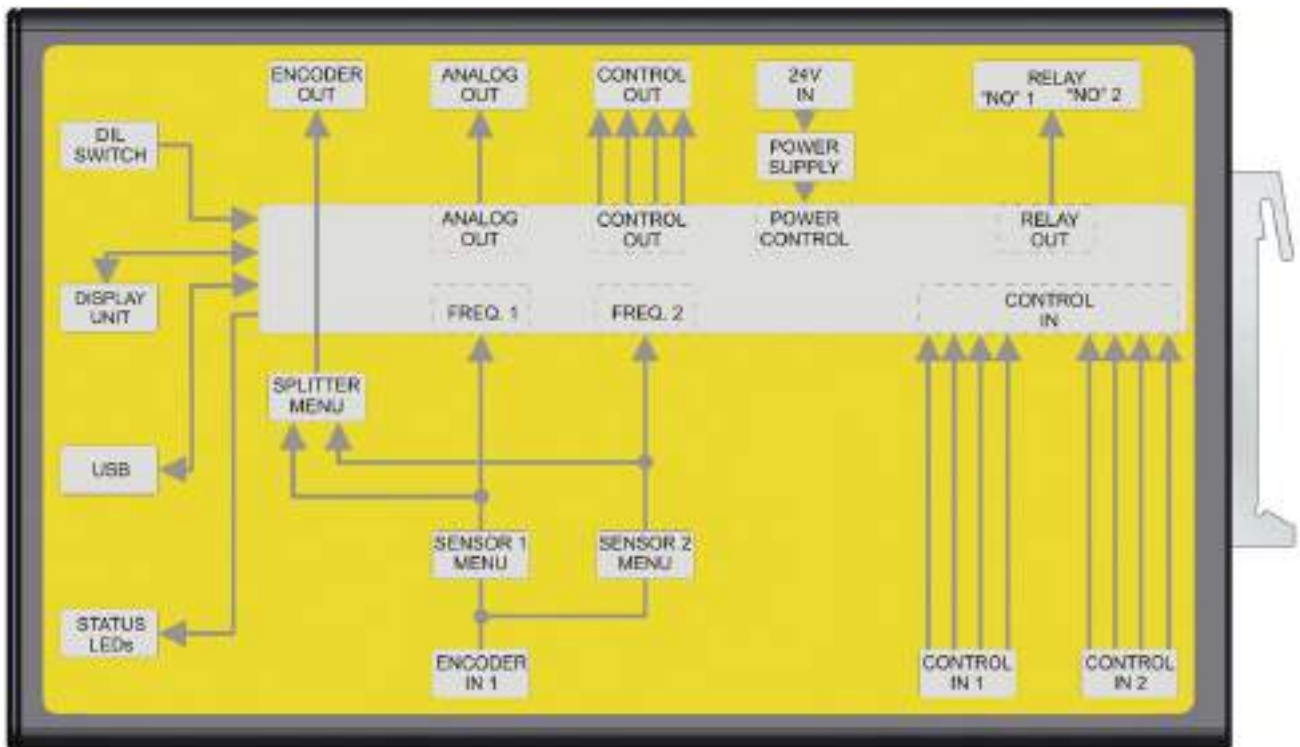 ENCODER
OUT
ANALOG
OUT
CONTROL
OUT
24V
IN
RELAY
"NO" 1 "NO" 2
DIL
SWITCH
POWER
SUPPLY
ANALOG
OUT
CONTROL
OUT
POWER
CONTROL
RELAY
OUT
DISPLAY
UNIT
FREQ. 1
FREQ. 2
CONTROL
IN
SPLITTER
MENU
USB
SENSOR 1
MENU
SENSOR 2
MENU
STATUS
LEDs
ENCODER
IN 1
CONTROL
IN 1
CONTROL
IN 2